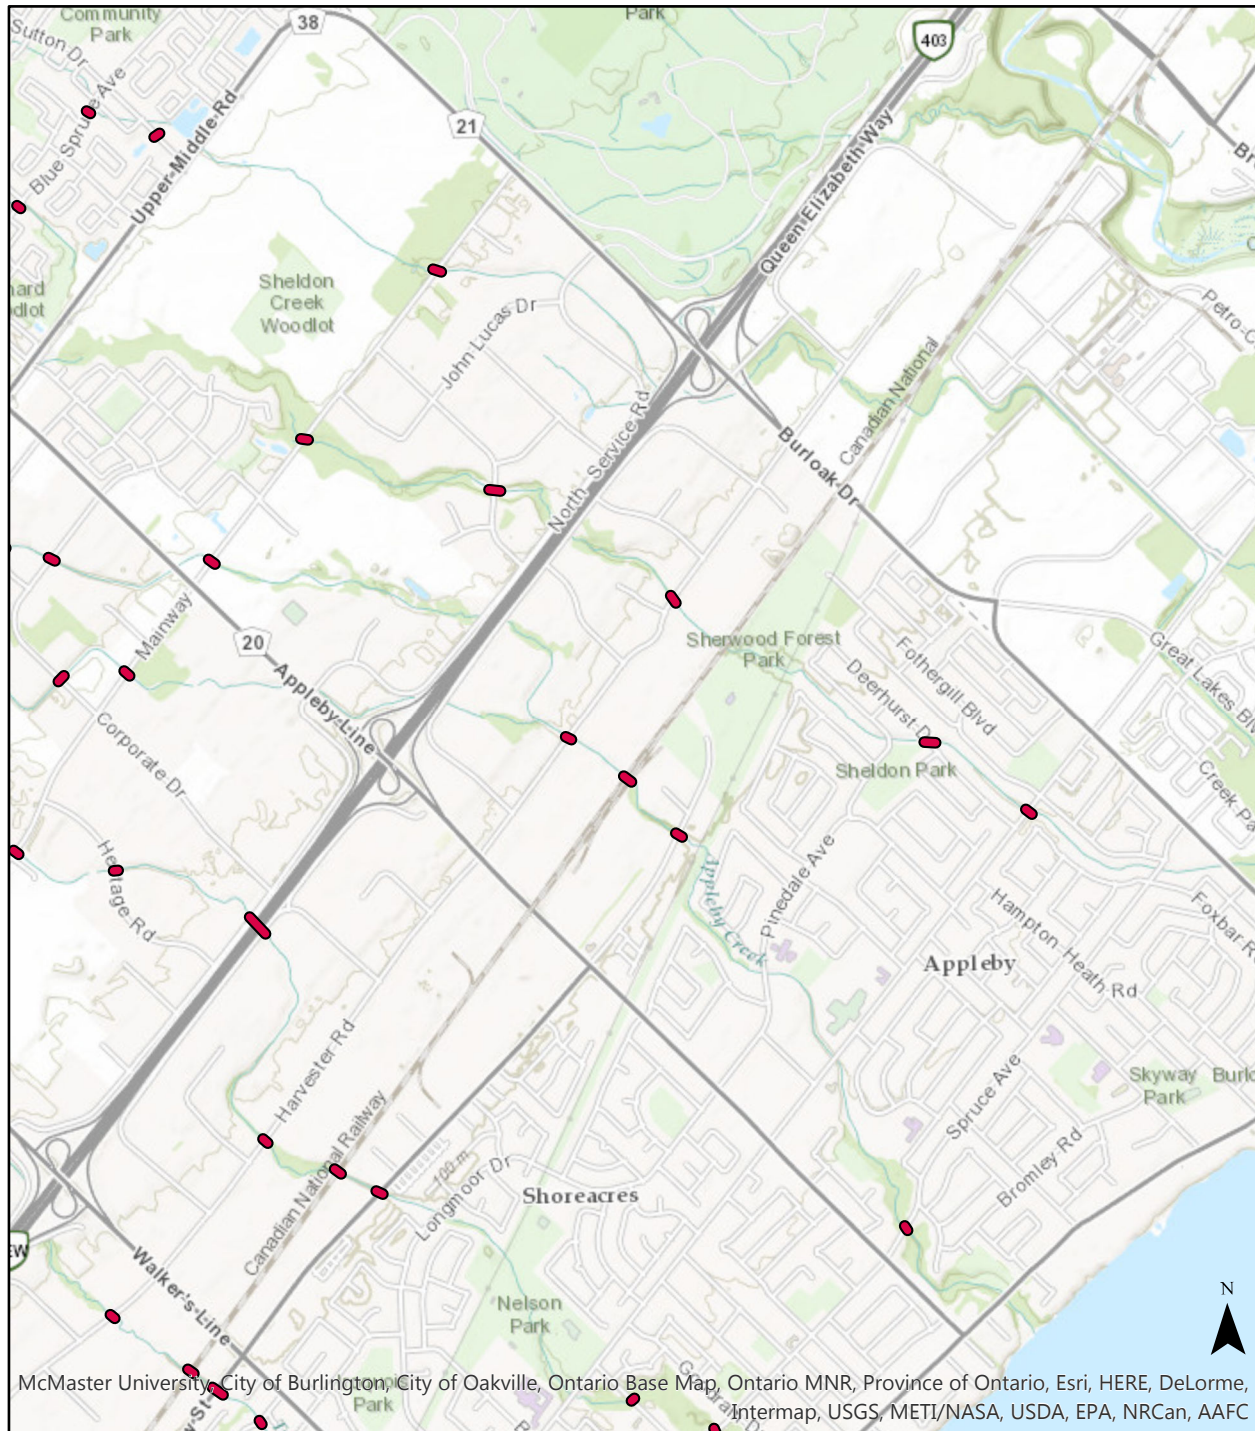 Community
Park
Park
38
403
Sutton Dr
21
Blue Spruce Ave
Upper Middle Rd
Queen Elizabeth Way
Sheldon
Creek
Woodlot
John Lucas Dr
Canadian National
North Service Rd
Burloak Dr
Mainway
20
Sherwood Forest
Park
Fothergill Blvd
Great Lakes
Deerhurst
Appleby Line
Corporate Dr
Sheldon Park
Creek
Heritage Rd
Pinedale Ave
Appleby Creek
Foxbar
Hampton Heath Rd
Appleby
Harvester Rd
Spruce Ave
Skyway
Park
Canadian National Railway
Bromley Rd
100 m
Longmoor Dr
Shoreacres
Walker's Line
Nelson
Park
N
McMaster University, City of Burlington, City of Oakville, Ontario Base Map, Ontario MNR, Province of Ontario, Esri, HERE, DeLorme,
Park
Intermap, USGS, METI/NASA, USDA, EPA, NRCan, AAFC